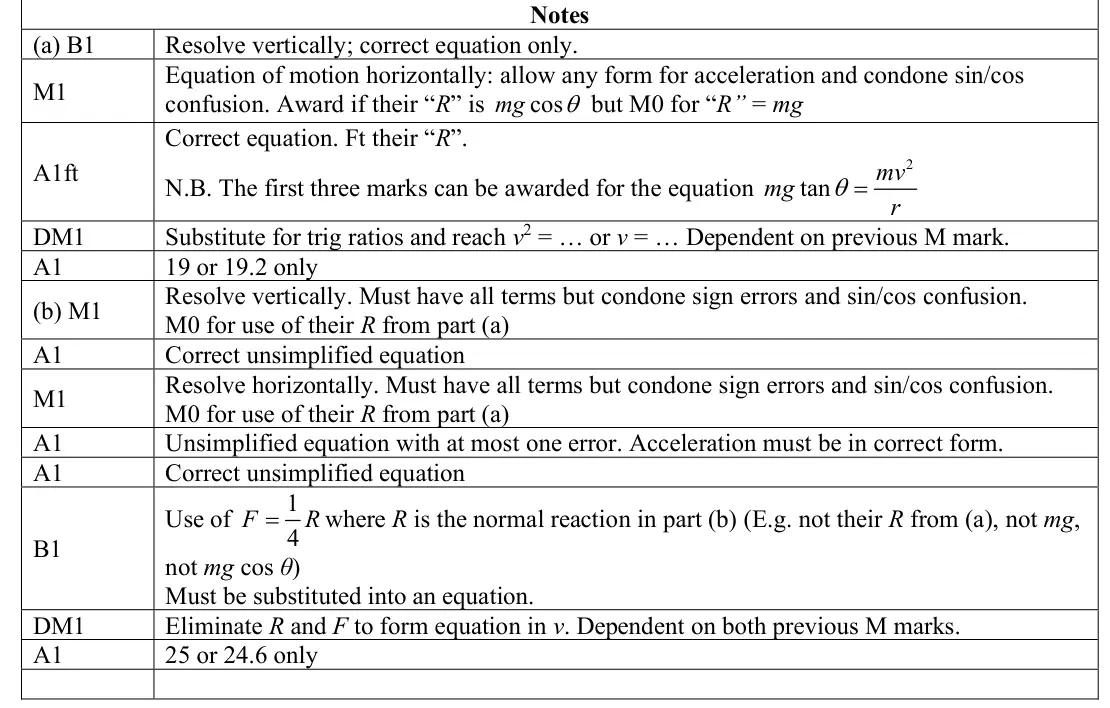 Notes
(a) B1 Resolve vertically; correct equation only.
M1 Equation of motion horizontally: allow any form for acceleration and condone sin/cos
confusion. Award if their “R” is mg cos θ but M0 for “R” = mg
A1ft Correct equation. Ft their “R”.
N.B. The first three marks can be awarded for the equation mg tan θ = mv²/r
DM1 Substitute for trig ratios and reach v² = … or v = … Dependent on previous M mark.
A1 19 or 19.2 only
(b) M1 Resolve vertically. Must have all terms but condone sign errors and sin/cos confusion.
M0 for use of their R from part (a)
A1 Correct unsimplified equation
M1 Resolve horizontally. Must have all terms but condone sign errors and sin/cos confusion.
M0 for use of their R from part (a)
A1 Unsimplified equation with at most one error. Acceleration must be in correct form.
A1 Correct unsimplified equation
B1 Use of F = 1/4 R where R is the normal reaction in part (b) (E.g. not their R from (a), not mg,
not mg cos θ)
Must be substituted into an equation.
DM1 Eliminate R and F to form equation in v. Dependent on both previous M marks.
A1 25 or 24.6 only